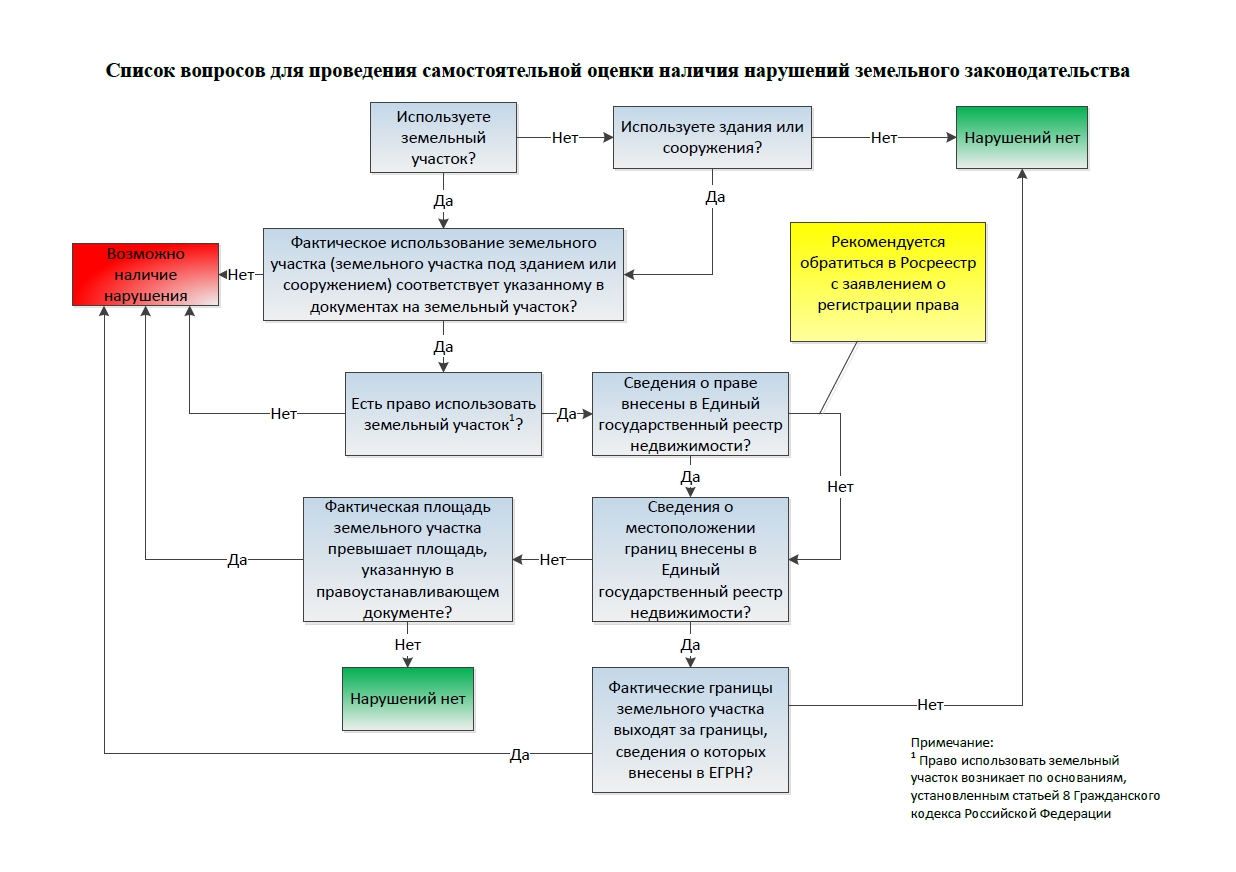 Список вопросов для проведения самостоятельной оценки наличия нарушений земельного законодательства
Используете
земельный
участок?
Нет
Используете здания или
сооружения?
Нет
Нарушений нет
Да
Да
Возможно
наличие
нарушения
Нет
Фактическое использование земельного
участка (земельного участка под зданием или
сооружением) соответствует указанному в
документах на земельный участок?
Рекомендуется
обратиться в Росреестр
с заявлением о
регистрации права
Да
Нет
Есть право использовать
земельный участок¹?
Да
Сведения о праве
внесены в Единый
государственный реестр
недвижимости?
Да
Нет
Фактическая площадь
земельного участка
превышает площадь,
указанную в
правоустанавливающем
документе?
Да
Нет
Сведения о
местоположении
границ внесены в
Единый
государственный реестр
недвижимости?
Нет
Да
Нарушений нет
Фактические границы
земельного участка
выходят за границы,
сведения о которых
внесены в ЕГРН?
Нет
Да
Примечание:
¹ Право использовать земельный
участок возникает по основаниям,
установленным статьей 8 Гражданского
кодекса Российской Федерации